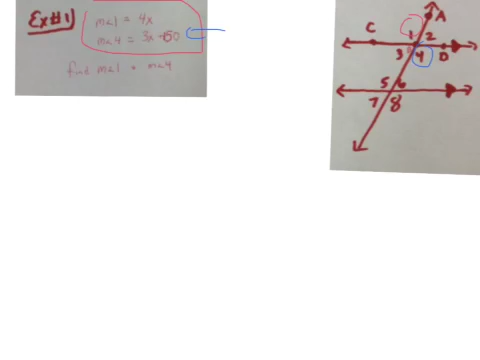 Ex#1
m<1 = 4x
m<4 = 3x+50
find m<1 + m<4
C
A
1 2
3 4 D
5 6
7 8